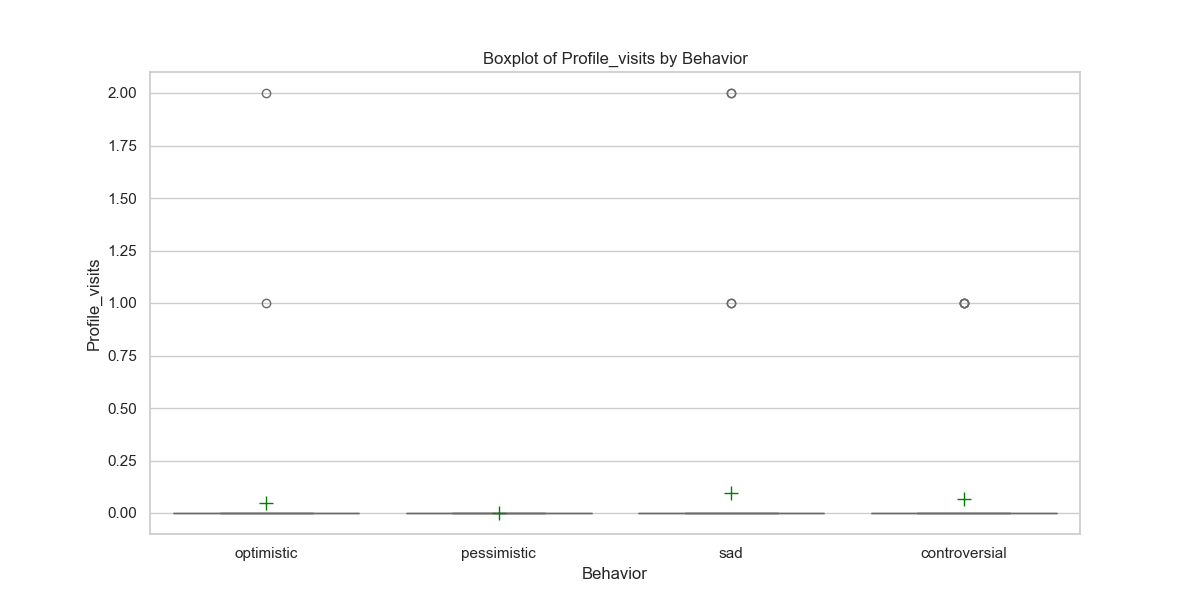 Boxplot of Profile_visits by Behavior
2.00
1.75
1.50
1.25
1.00
0.75
0.50
0.25
0.00
Profile_visits
optimistic pessimistic sad controversial
Behavior